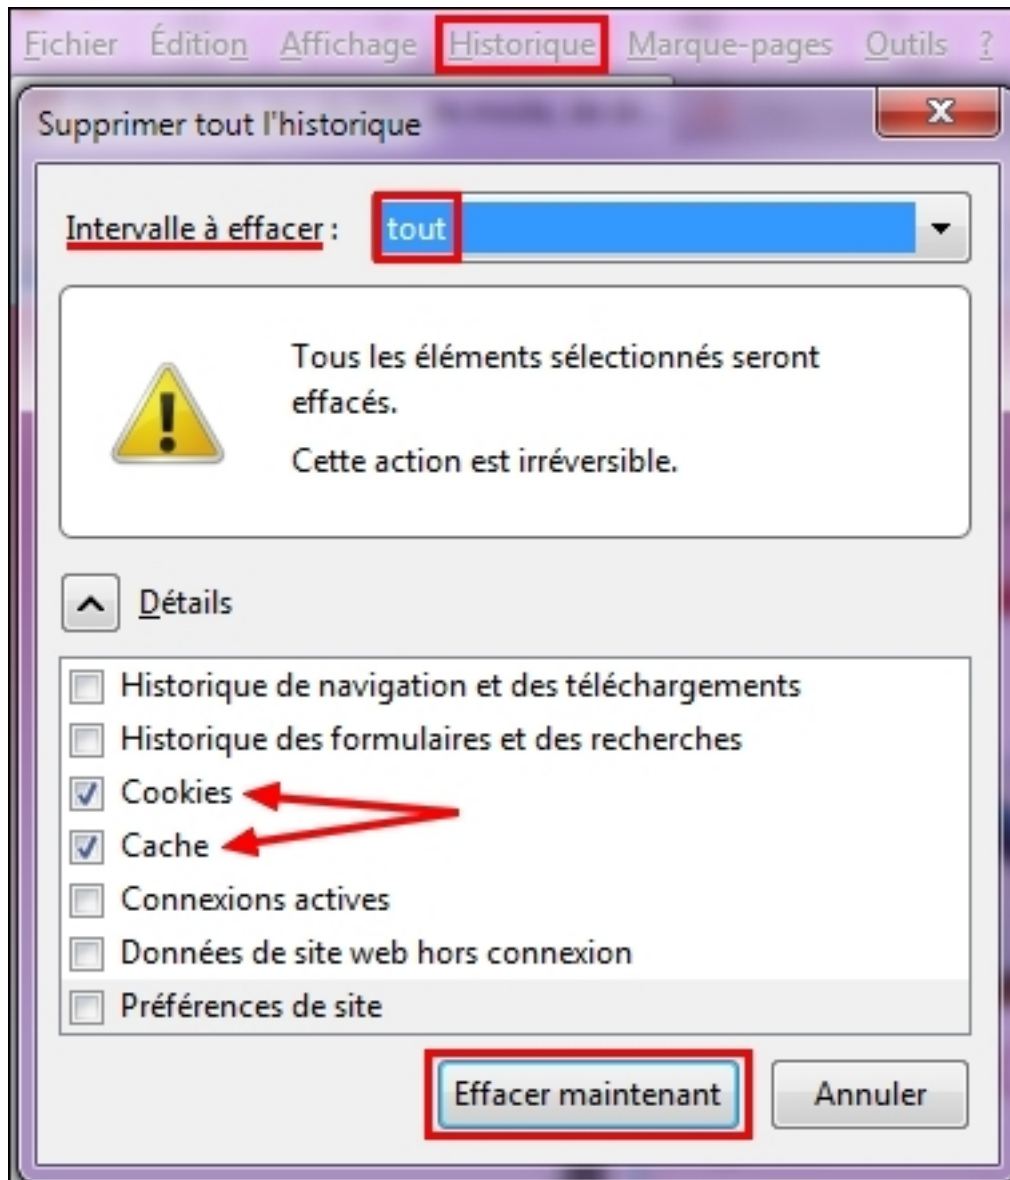 Fichier Édition Affichage Historique Marque-pages Outils ?
Supprimer tout l'historique
Intervalle à effacer : tout
Tous les éléments sélectionnés seront
effacés.
Cette action est irréversible.
Détails
Historique de navigation et des téléchargements
Historique des formulaires et des recherches
Cookies
Cache
Connexions actives
Données de site web hors connexion
Préférences de site
Effacer maintenant Annuler